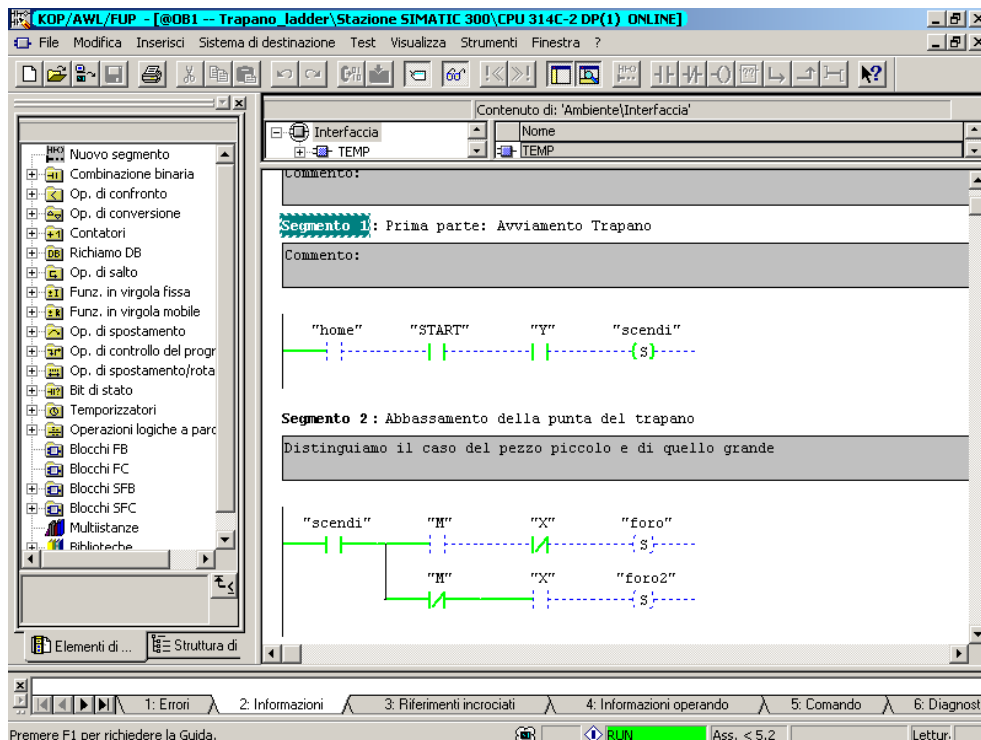 KOP/AWL/FUP - [@OB1 -- Trapano_ladder\Stazione SIMATIC 300\CPU 314C-2 DP(1) ONLINE]
File Modifica Inserisci Sistema di destinazione Test Visualizza Strumenti Finestra ?
Contenuto di: 'Ambiente\Interfaccia'
Interfaccia
Nome
TEMP
TEMP
Nuovo segmento
Combinazione binaria
Op. di confronto
Op. di conversione
Contatori
Richiamo DB
Op. di salto
Funz. in virgola fissa
Funz. in virgola mobile
Op. di spostamento
Op. di controllo del progr
Op. di spostamento/rota
Bit di stato
Temporizzatori
Operazioni logiche a parc
Blocchi FB
Blocchi FC
Blocchi SFB
Blocchi SFC
Multiistanze
Biblioteche
Elementi di ...
Struttura di
Commento:
Segmento 1: Prima parte: Avviamento Trapano
Commento:
"home" "START" "Y" "scendi"
S
Segmento 2: Abbassamento della punta del trapano
Distinguiamo il caso del pezzo piccolo e di quello grande
"scendi" "M" "X" "foro"
S
"M" "X" "foro2"
S
1: Errori 2: Informazioni 3: Riferimenti incrociati 4: Informazioni operando 5: Comando 6: Diagnost
Premere F1 per richiedere la Guida.
RUN
Ass. < 5.2
Lettur